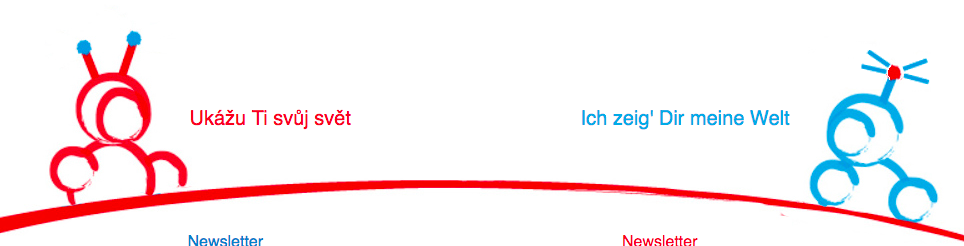 Ukážu Ti svůj svět
Ich zeig' Dir meine Welt
Newsletter
Newsletter